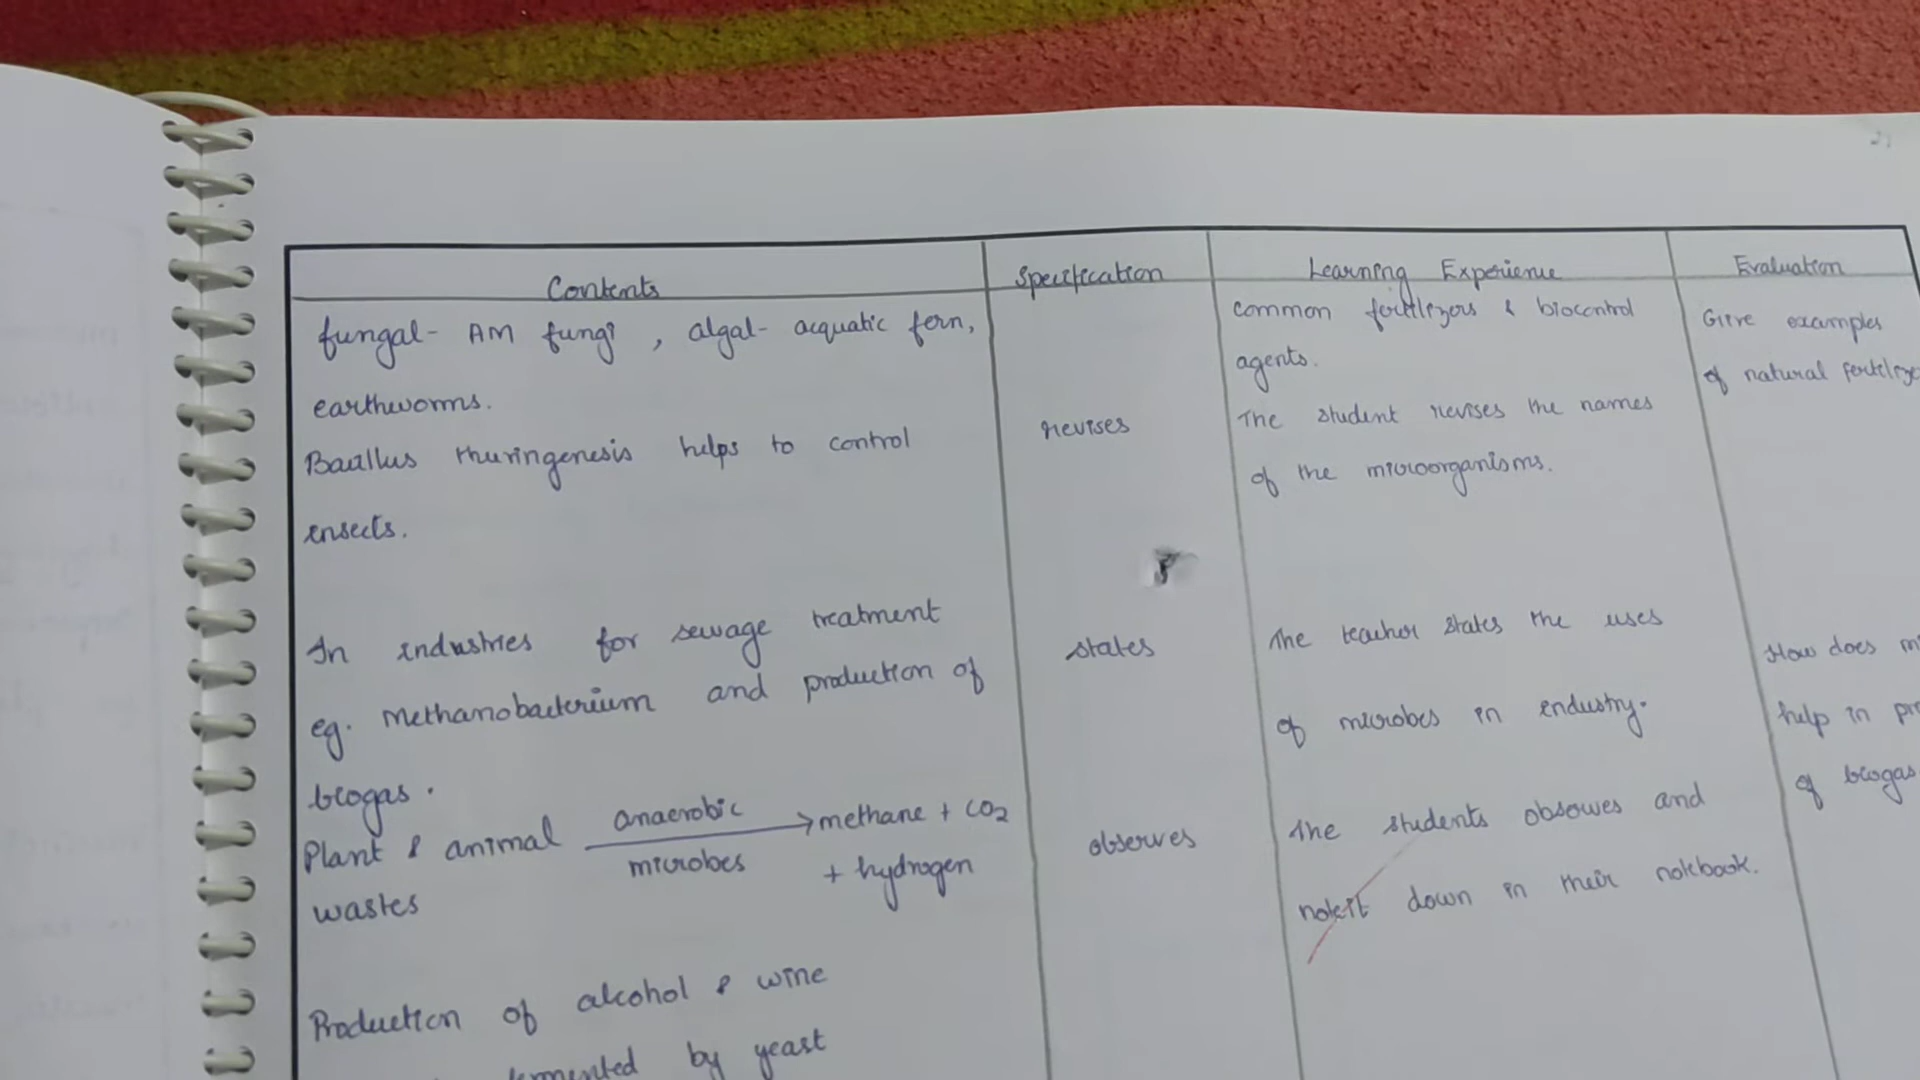 Contents
fungal- AM fungi, algal- acquatic fern,
earthworms.
Bacillus thuringenesis helps to control
insects.
In industries for sewage treatment
eg. Methanobacterium and production of
biogas.
Plant & animal anaerobic methane + CO2
wastes microbes + hydrogen
Production of alcohol & wine
by yeast
Specification
revises
states
observes
Learning Experience
common fertilizers & biocontrol
agents.
The student revises the names
of the microorganisms.
The teacher states the uses
of microbes in industry.
The students observes and
note it down in their notebook.
Evaluation
Give examples
of natural
How does
help in
of biogas